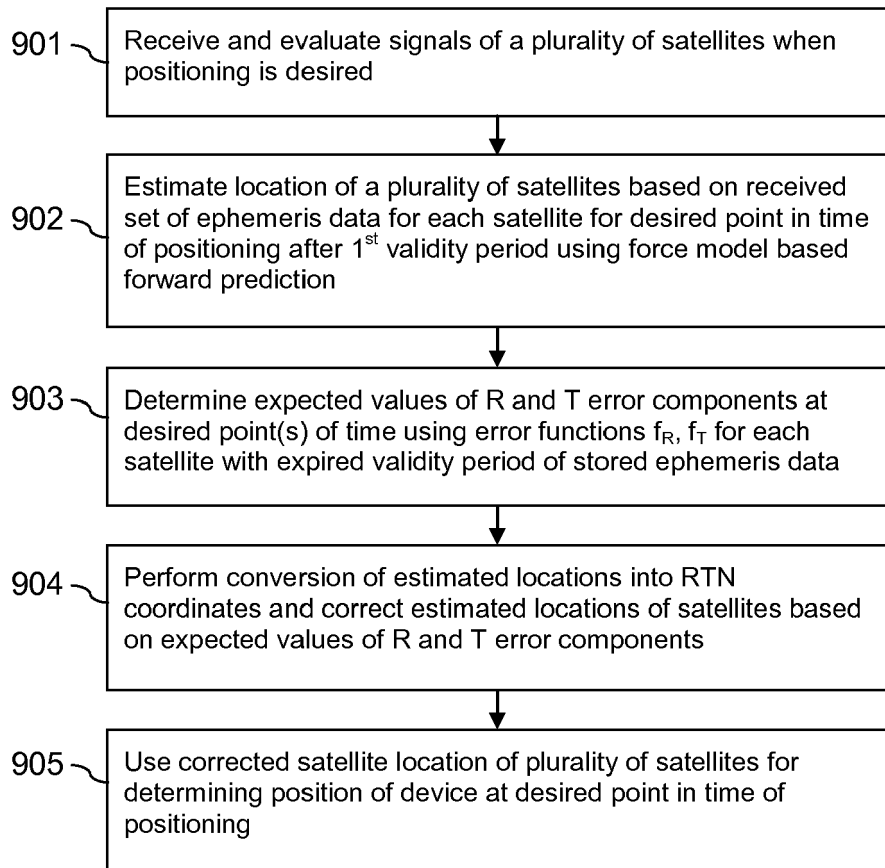 901
Receive and evaluate signals of a plurality of satellites when
positioning is desired
902
Estimate location of a plurality of satellites based on received
set of ephemeris data for each satellite for desired point in time
of positioning after 1st validity period using force model based
forward prediction
903
Determine expected values of R and T error components at
desired point(s) of time using error functions fR, fT for each
satellite with expired validity period of stored ephemeris data
904
Perform conversion of estimated locations into RTN
coordinates and correct estimated locations of satellites based
on expected values of R and T error components
905
Use corrected satellite location of plurality of satellites for
determining position of device at desired point in time of
positioning